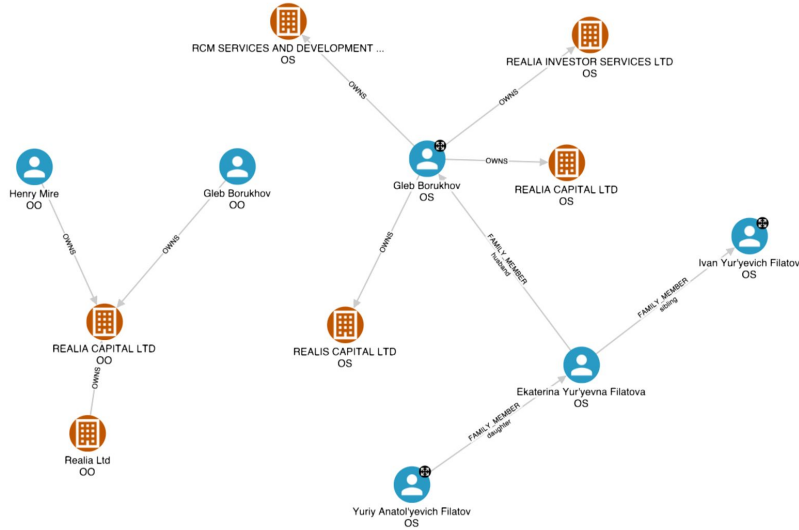 RCM SERVICES AND DEVELOPMENT ...
OS
REALIA INVESTOR SERVICES LTD
OS
OWNS
OWNS
Henry Mire
OO
Gleb Borukhov
OO
Gleb Borukhov
OS
OWNS
REALIA CAPITAL LTD
OS
OWNS
OWNS
OWNS
FAMILY_MEMBER
husband
Ivan Yur'yevich Filatov
OS
FAMILY_MEMBER
sibling
REALIA CAPITAL LTD
OO
REALIS CAPITAL LTD
OS
OWNS
Ekaterina Yur'yevna Filatova
OS
FAMILY_MEMBER
daughter
Realia Ltd
OO
Yuriy Anatol'yevich Filatov
OS